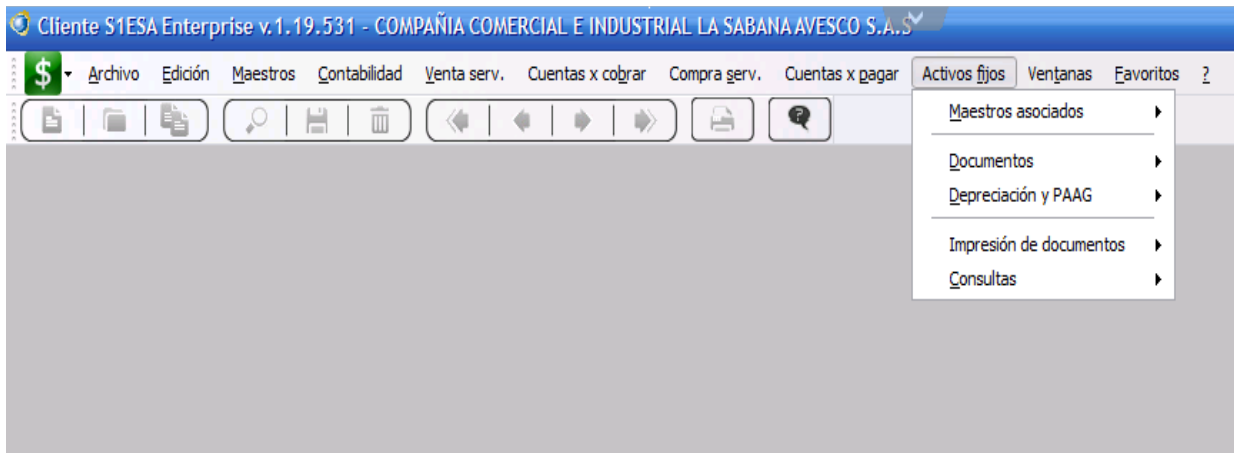 Cliente S1ESA Enterprise v.1.19.531 - COMPAÑIA COMERCIAL E INDUSTRIAL LA SABANA AVESCO S.A.S
$ Archivo Edición Maestros Contabilidad Venta serv. Cuentas x cobrar Compra serv. Cuentas x pagar Activos fijos Ventanas Favoritos ?
Maestros asociados
Documentos
Depreciación y PAAG
Impresión de documentos
Consultas